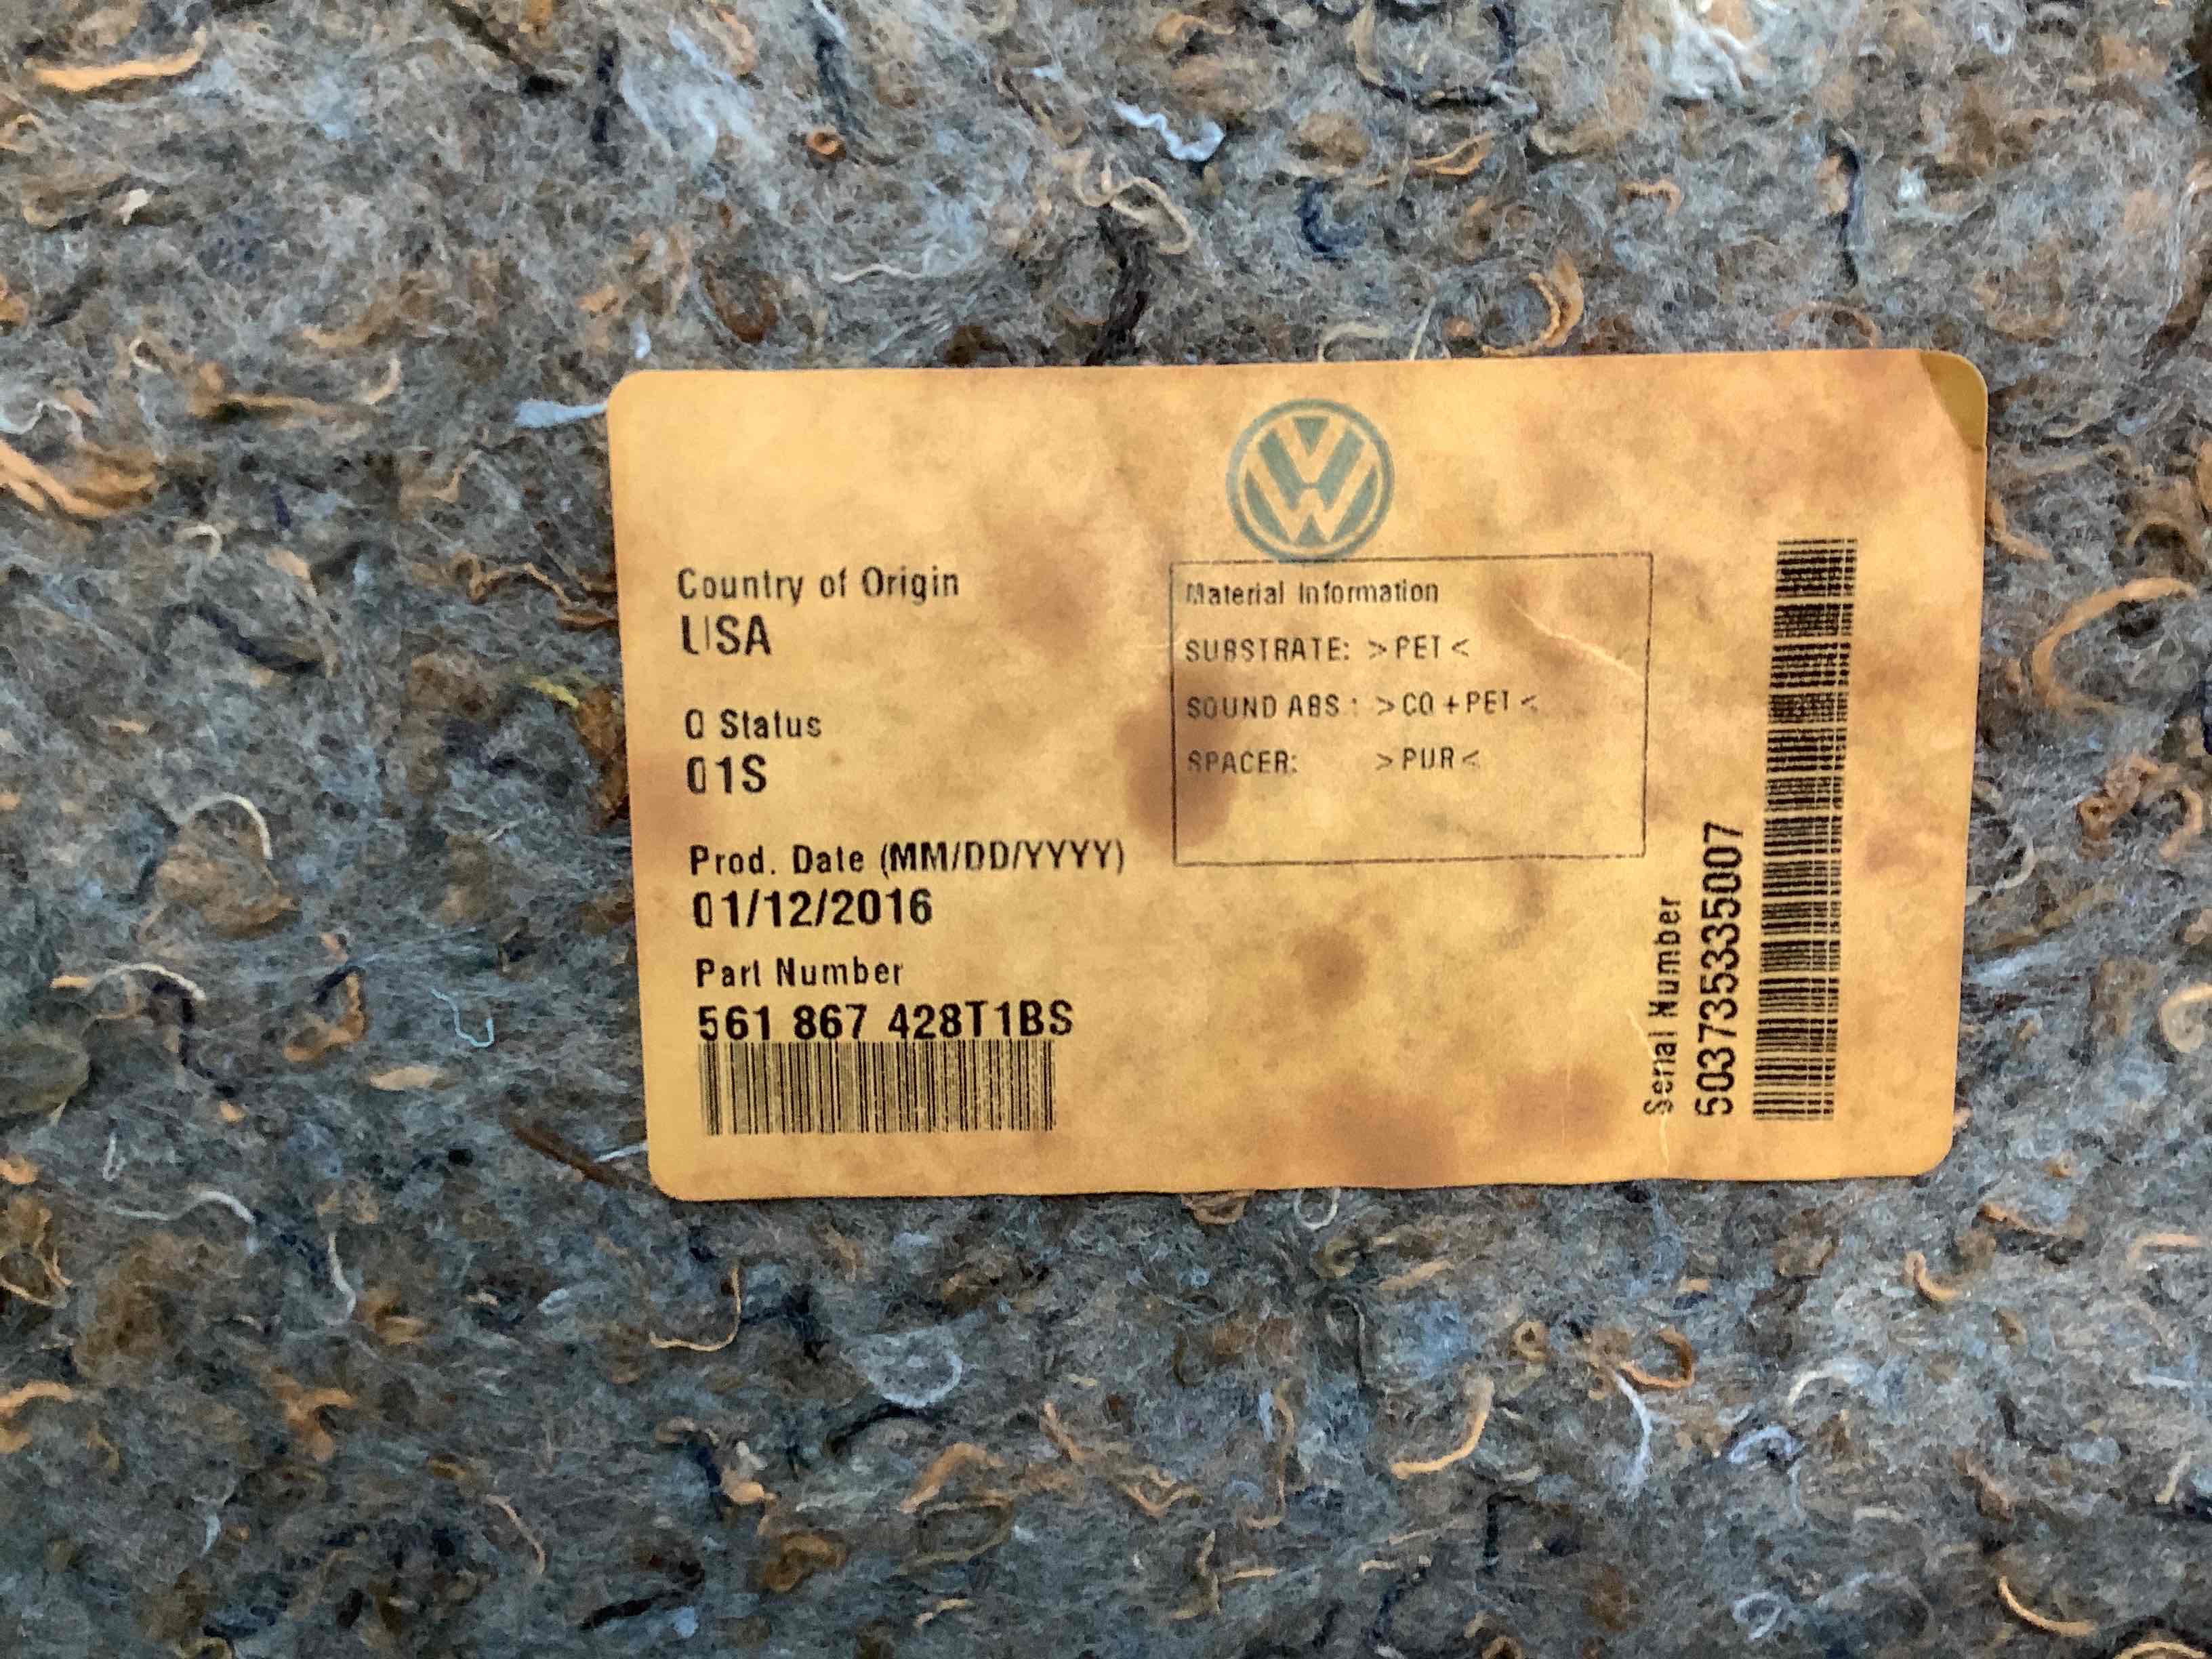 Country of Origin
USA
Q Status
01S
Prod. Date (MM/DD/YYYY)
01/12/2016
Part Number
561 867 428T1BS
Material Information
SUBSTRATE: >PET<
SOUND ABS : >CO+PET<
SPACER: >PUR<
Serial Number
5037353335007